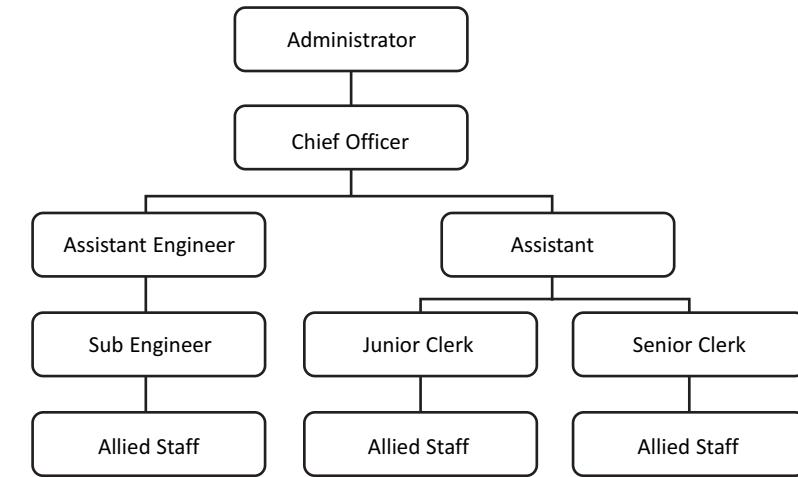 Administrator
Chief Officer
Assistant Engineer
Assistant
Sub Engineer
Junior Clerk
Senior Clerk
Allied Staff
Allied Staff
Allied Staff